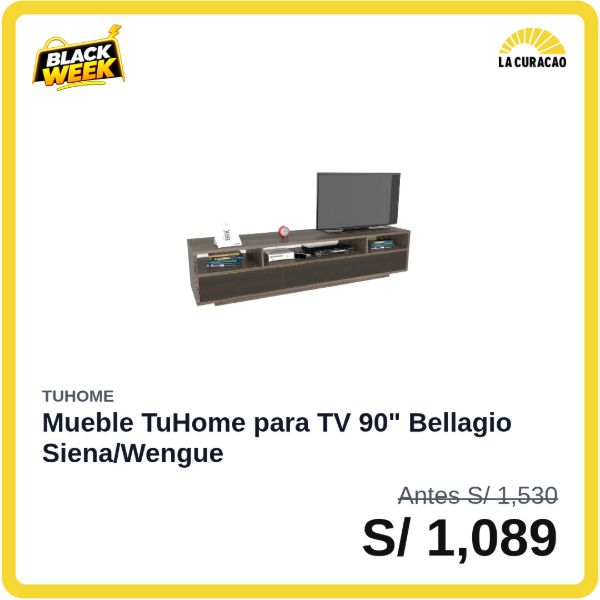 BLACK
WEEK
LA CURACAO
TUHOME
Mueble TuHome para TV 90" Bellagio
Siena/Wengue
Antes S/ 1,530
S/ 1,089